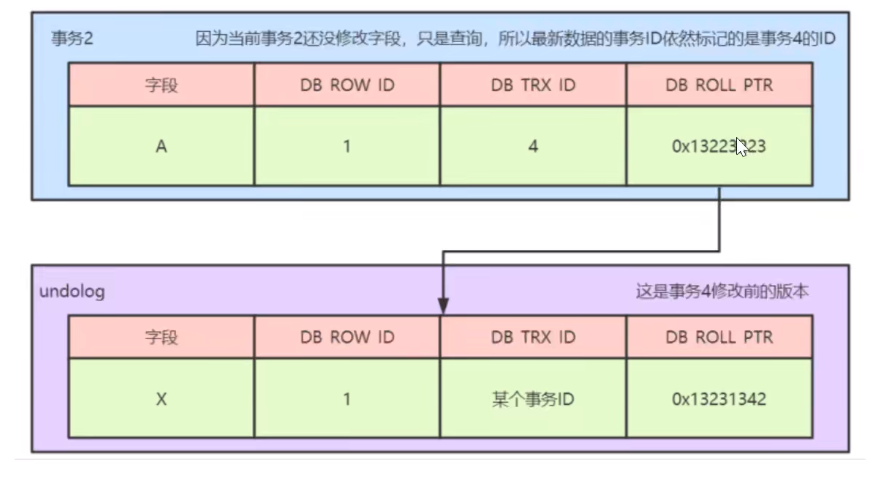 事务2 因为当前事务2还没修改字段，只是查询，所以最新数据的事务ID依然标记的是事务4的ID
字段 DB ROW ID DB TRX ID DB ROLL PTR
A 1 4
undolog 这是事务4修改前的版本
字段 DB ROW ID DB TRX ID DB ROLL PTR
X 1 某个事务ID 0x13231342